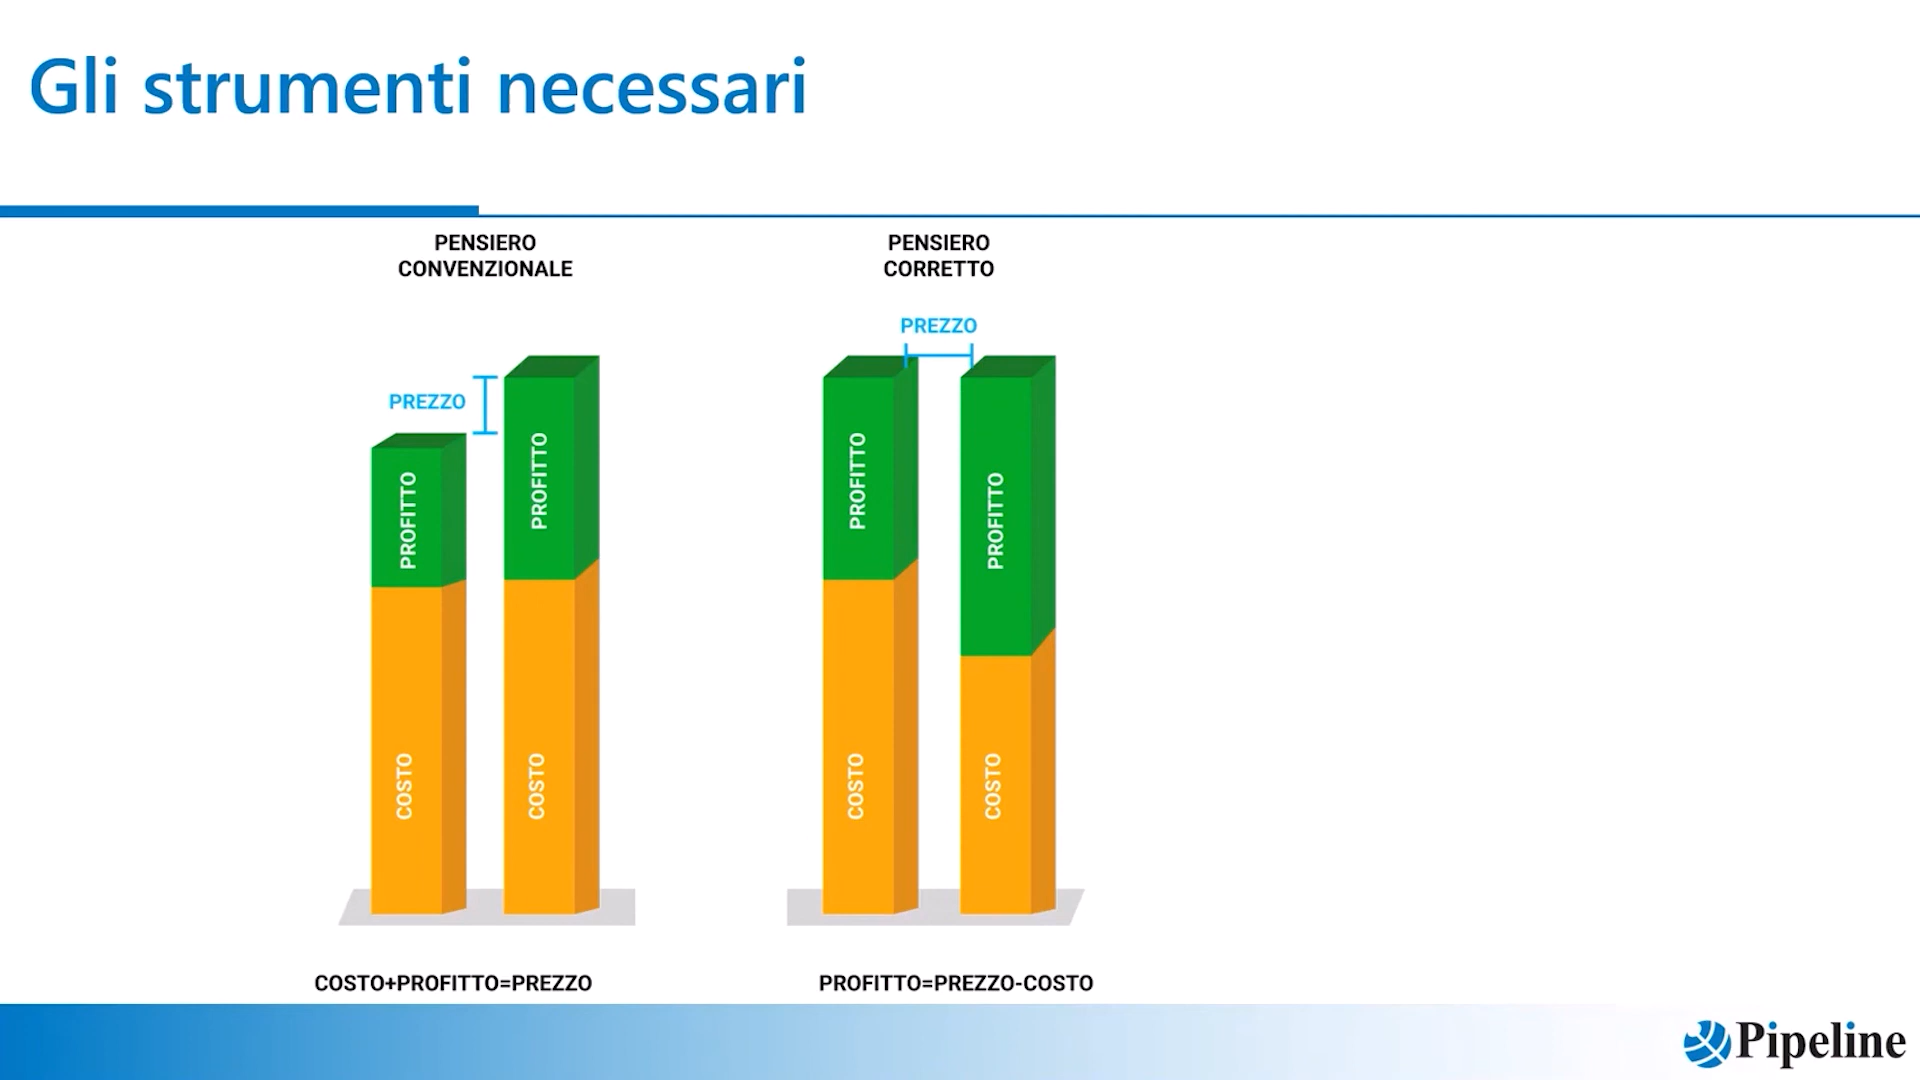 Gli strumenti necessari
PENSIERO
CONVENZIONALE
PREZZO
PROFITTO
PROFITTO
COSTO
COSTO
COSTO+PROFITTO=PREZZO
PENSIERO
CORRETTO
PREZZO
PROFITTO
PROFITTO
COSTO
COSTO
PROFITTO=PREZZO-COSTO
Pipeline